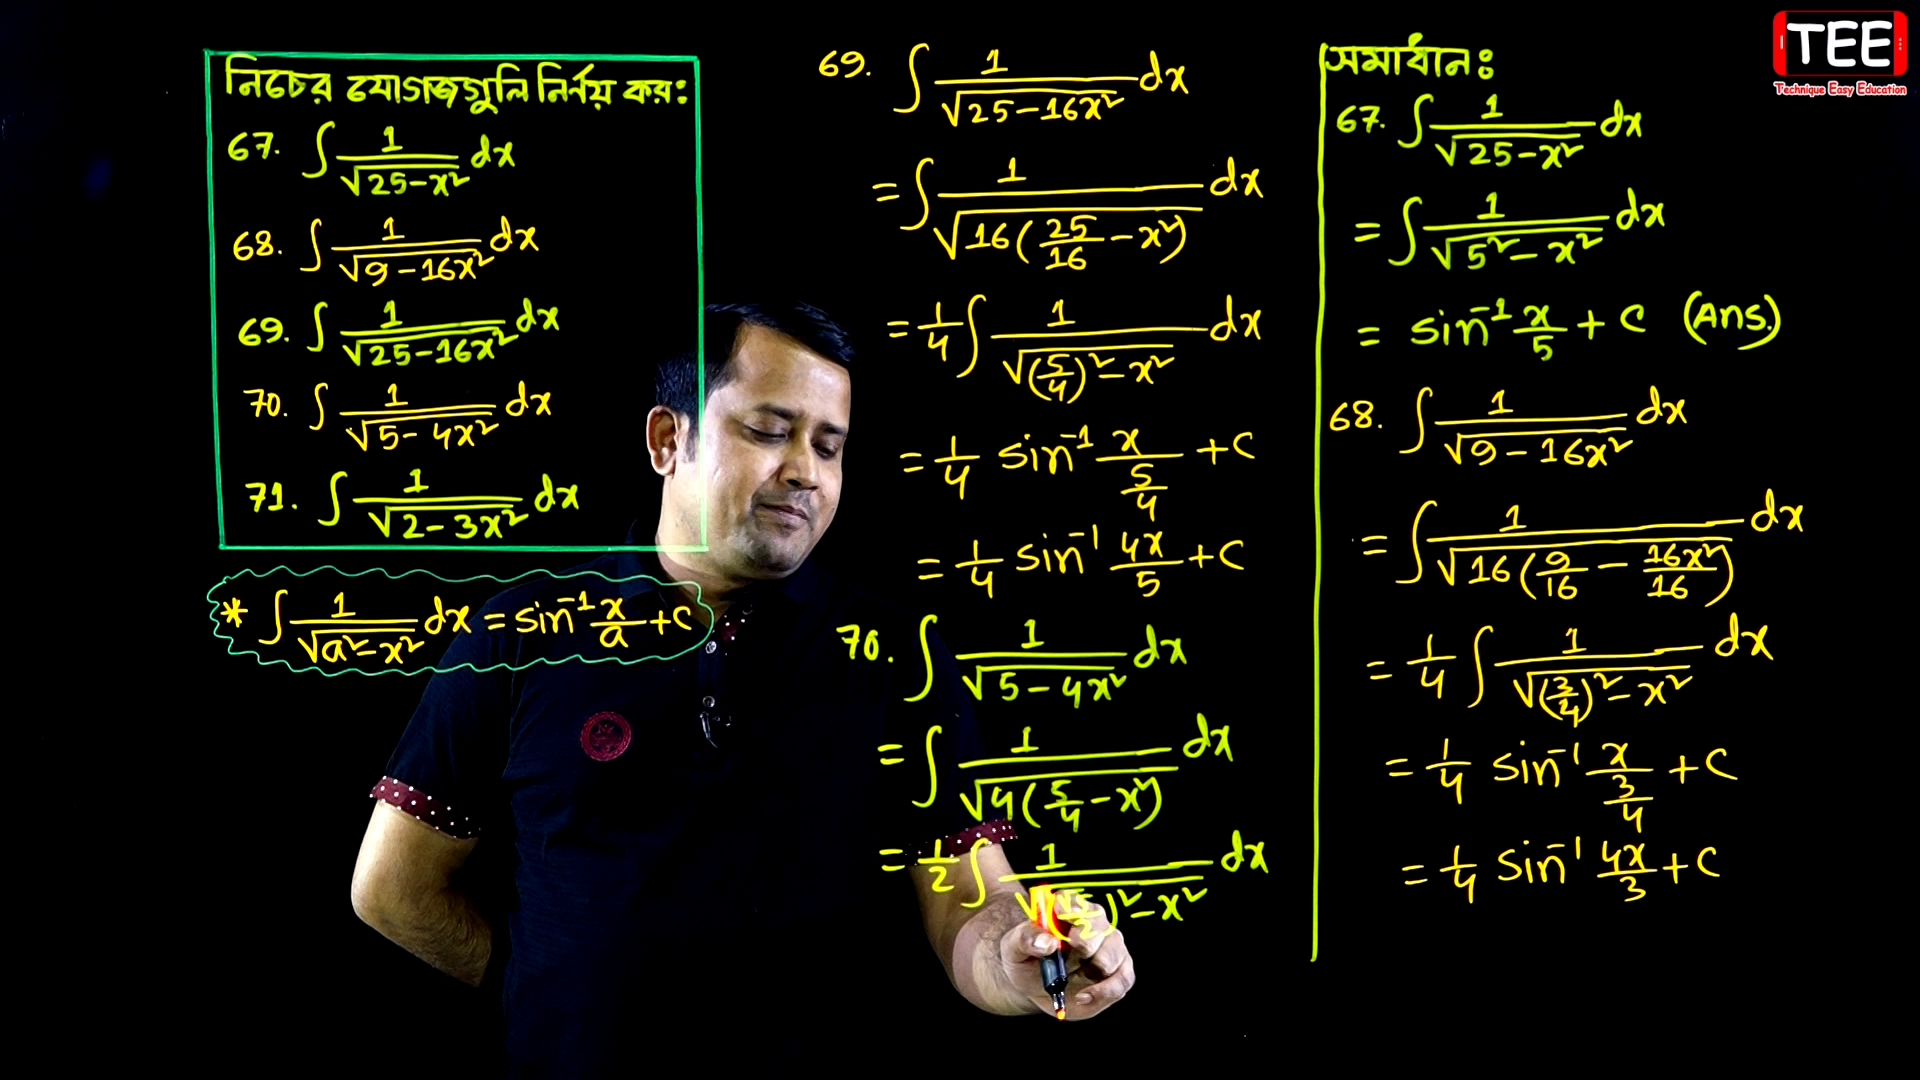 নিচের যোগজগুলি নির্ণয় কর:
67. ∫ 1/√25-x² dx
68. ∫ 1/√9-16x² dx
69. ∫ 1/√25-16x² dx
70. ∫ 1/√5-4x² dx
71. ∫ 1/√2-3x² dx
* ∫ 1/√a²-x² dx = sin⁻¹ x/a + c
69. ∫ 1/√25-16x² dx
= ∫ 1/√16(25/16 - x²) dx
= 1/4 ∫ 1/√(5/4)² - x² dx
= 1/4 sin⁻¹ x/(5/4) + c
= 1/4 sin⁻¹ 4x/5 + c
70. ∫ 1/√5-4x² dx
= ∫ 1/√4(5/4 - x²) dx
= 1/2 ∫ 1/√(√5/2)² - x² dx
সমাধান:
67. ∫ 1/√25-x² dx
= ∫ 1/√5² - x² dx
= sin⁻¹ x/5 + c (Ans.)
68. ∫ 1/√9-16x² dx
= ∫ 1/√16(9/16 - 16x²/16) dx
= 1/4 ∫ 1/√(3/4)² - x² dx
= 1/4 sin⁻¹ x/(3/4) + c
= 1/4 sin⁻¹ 4x/3 + c
TEE
Technique Easy Education